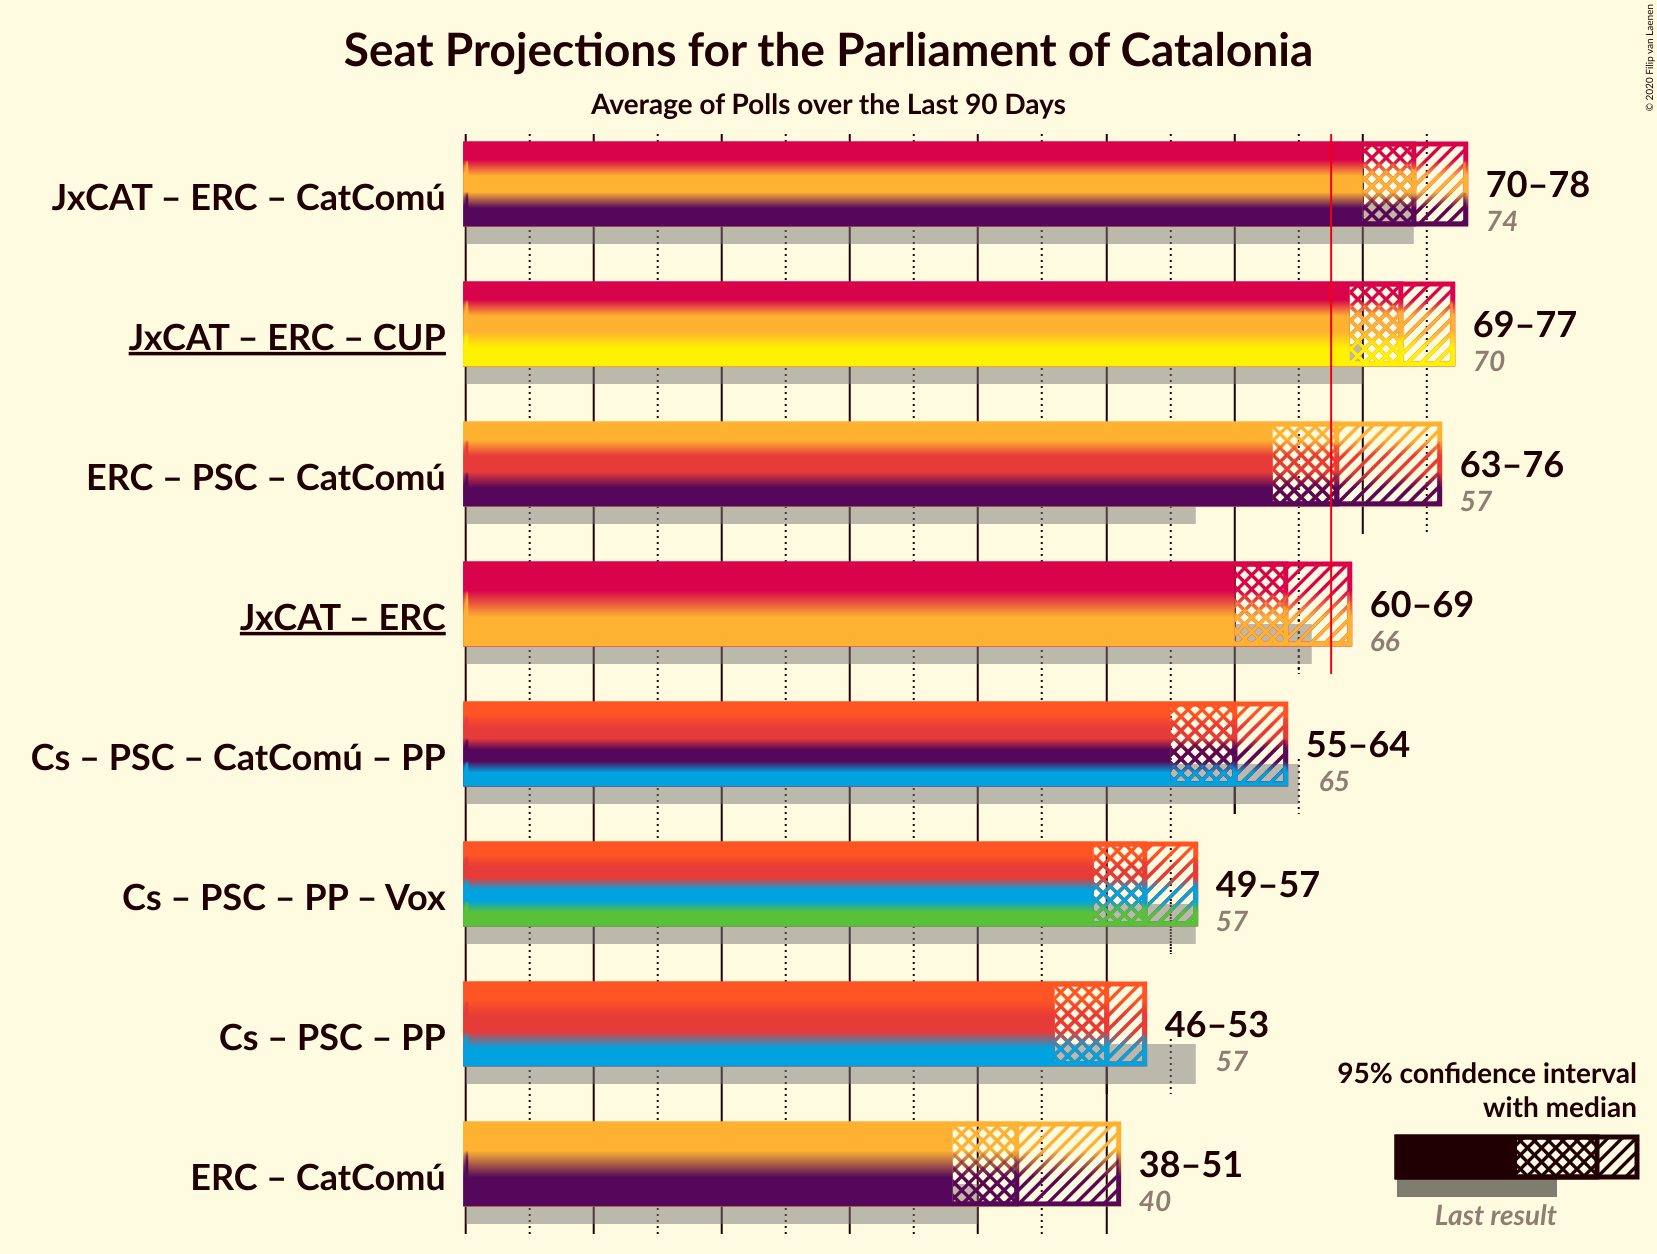 Seat Projections for the Parliament of Catalonia
Average of Polls over the Last 90 Days
© 2020 Filip van Laenen
JxCAT – ERC – CatComú
70–78
74
JxCAT – ERC – CUP
69–77
70
ERC – PSC – CatComú
63–76
57
JxCAT – ERC
60–69
66
Cs – PSC – CatComú – PP
55–64
65
Cs – PSC – PP – Vox
49–57
57
Cs – PSC – PP
46–53
57
ERC – CatComú
38–51
40
95% confidence interval
with median
Last result